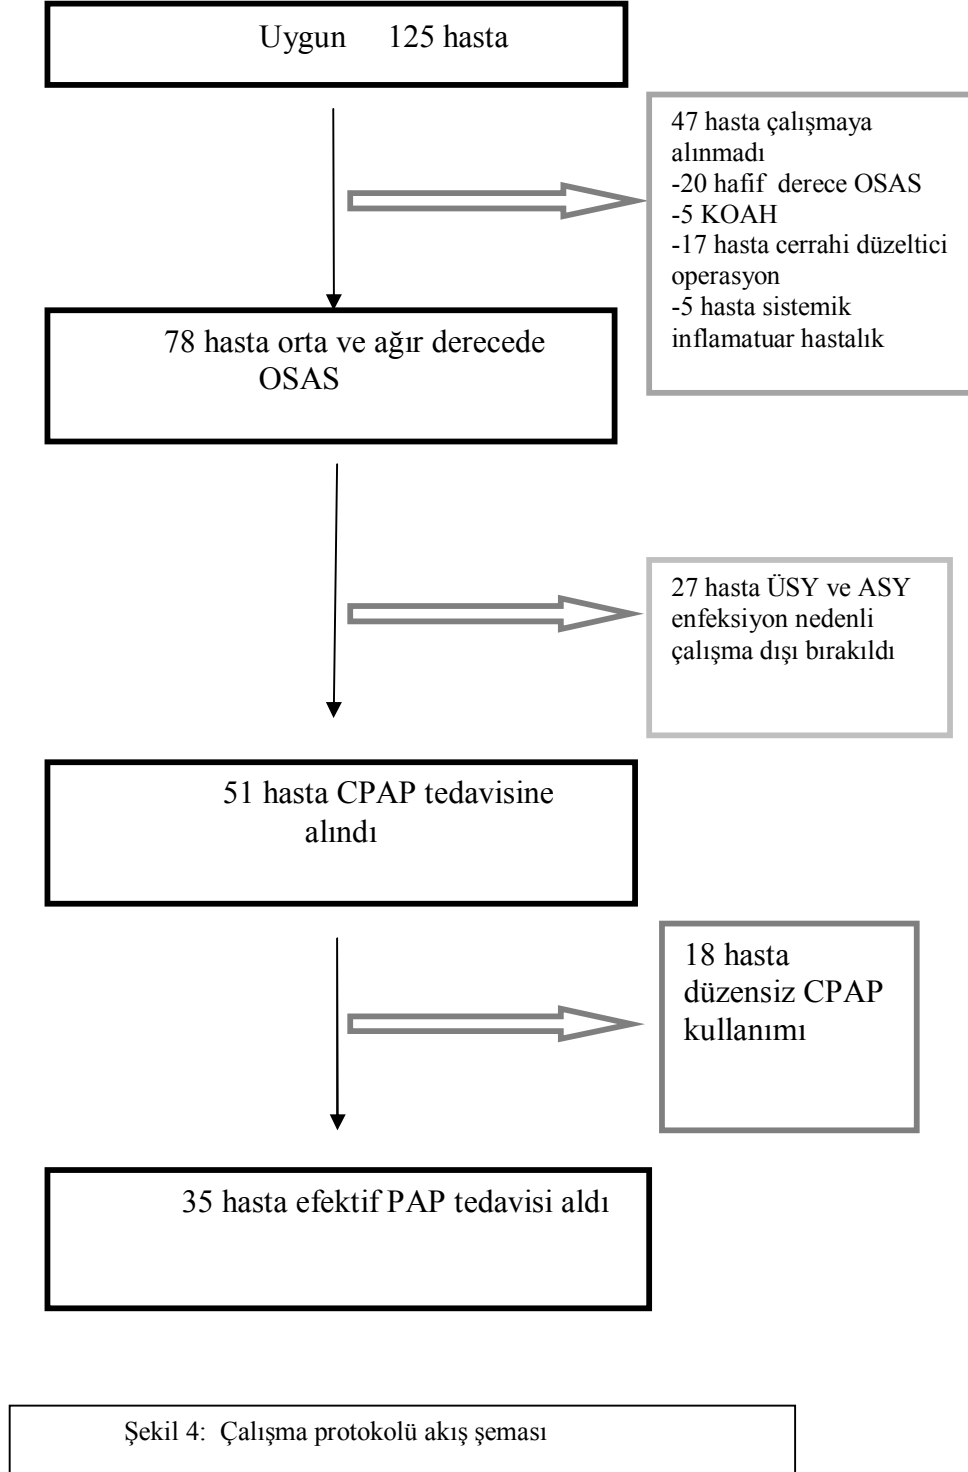 Uygun 125 hasta
47 hasta çalışmaya
alınmadı
-20 hafif derece OSAS
-5 KOAH
-17 hasta cerrahi düzeltici
operasyon
-5 hasta sistemik
inflamatuar hastalık
78 hasta orta ve ağır derecede
OSAS
27 hasta ÜSY ve ASY
enfeksiyon nedenli
çalışma dışı bırakıldı
51 hasta CPAP tedavisine
alındı
18 hasta
düzensiz CPAP
kullanımı
35 hasta efektif PAP tedavisi aldı
Şekil 4: Çalışma protokolü akış şeması